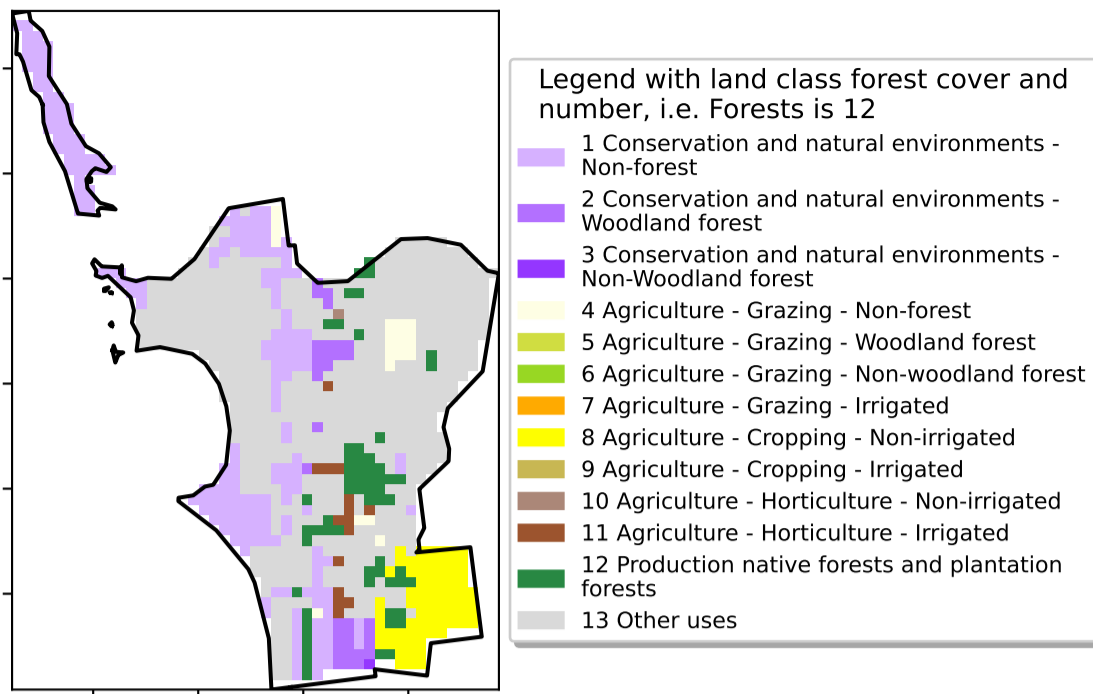 Legend with land class forest cover and
number, i.e. Forests is 12
1 Conservation and natural environments -
Non-forest
2 Conservation and natural environments -
Woodland forest
3 Conservation and natural environments -
Non-Woodland forest
4 Agriculture - Grazing - Non-forest
5 Agriculture - Grazing - Woodland forest
6 Agriculture - Grazing - Non-woodland forest
7 Agriculture - Grazing - Irrigated
8 Agriculture - Cropping - Non-irrigated
9 Agriculture - Cropping - Irrigated
10 Agriculture - Horticulture - Non-irrigated
11 Agriculture - Horticulture - Irrigated
12 Production native forests and plantation
forests
13 Other uses